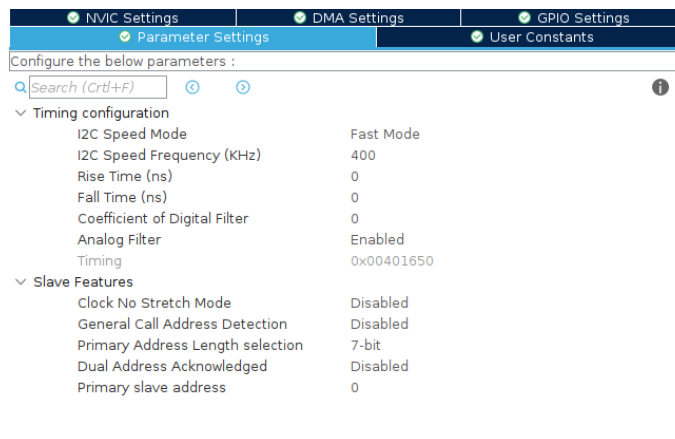 NVIC Settings DMA Settings GPIO Settings
Parameter Settings User Constants
Configure the below parameters :
Search (Crtl+F)
Timing configuration
I2C Speed Mode Fast Mode
I2C Speed Frequency (KHz) 400
Rise Time (ns) 0
Fall Time (ns) 0
Coefficient of Digital Filter 0
Analog Filter Enabled
Timing 0x00401650
Slave Features
Clock No Stretch Mode Disabled
General Call Address Detection Disabled
Primary Address Length selection 7-bit
Dual Address Acknowledged Disabled
Primary slave address 0